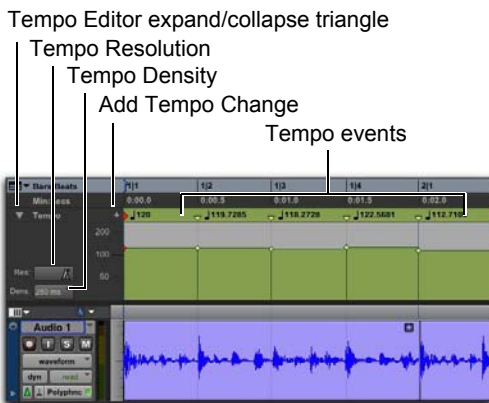 Tempo Editor expand/collapse triangle
Tempo Resolution
Tempo Density
Add Tempo Change
Tempo events
Bars|Beats 1|1 1|2 1|3 1|4 2|1
Min:Secs 0:00.0 0:00.5 0:01.0 0:01.5 0:02.0
Tempo 120 119.7285 118.2728 122.5681 112.710
200
100
Res:
50
Dens: 250 ms
Audio 1
I S M
waveform
dyn read
Polyphnc